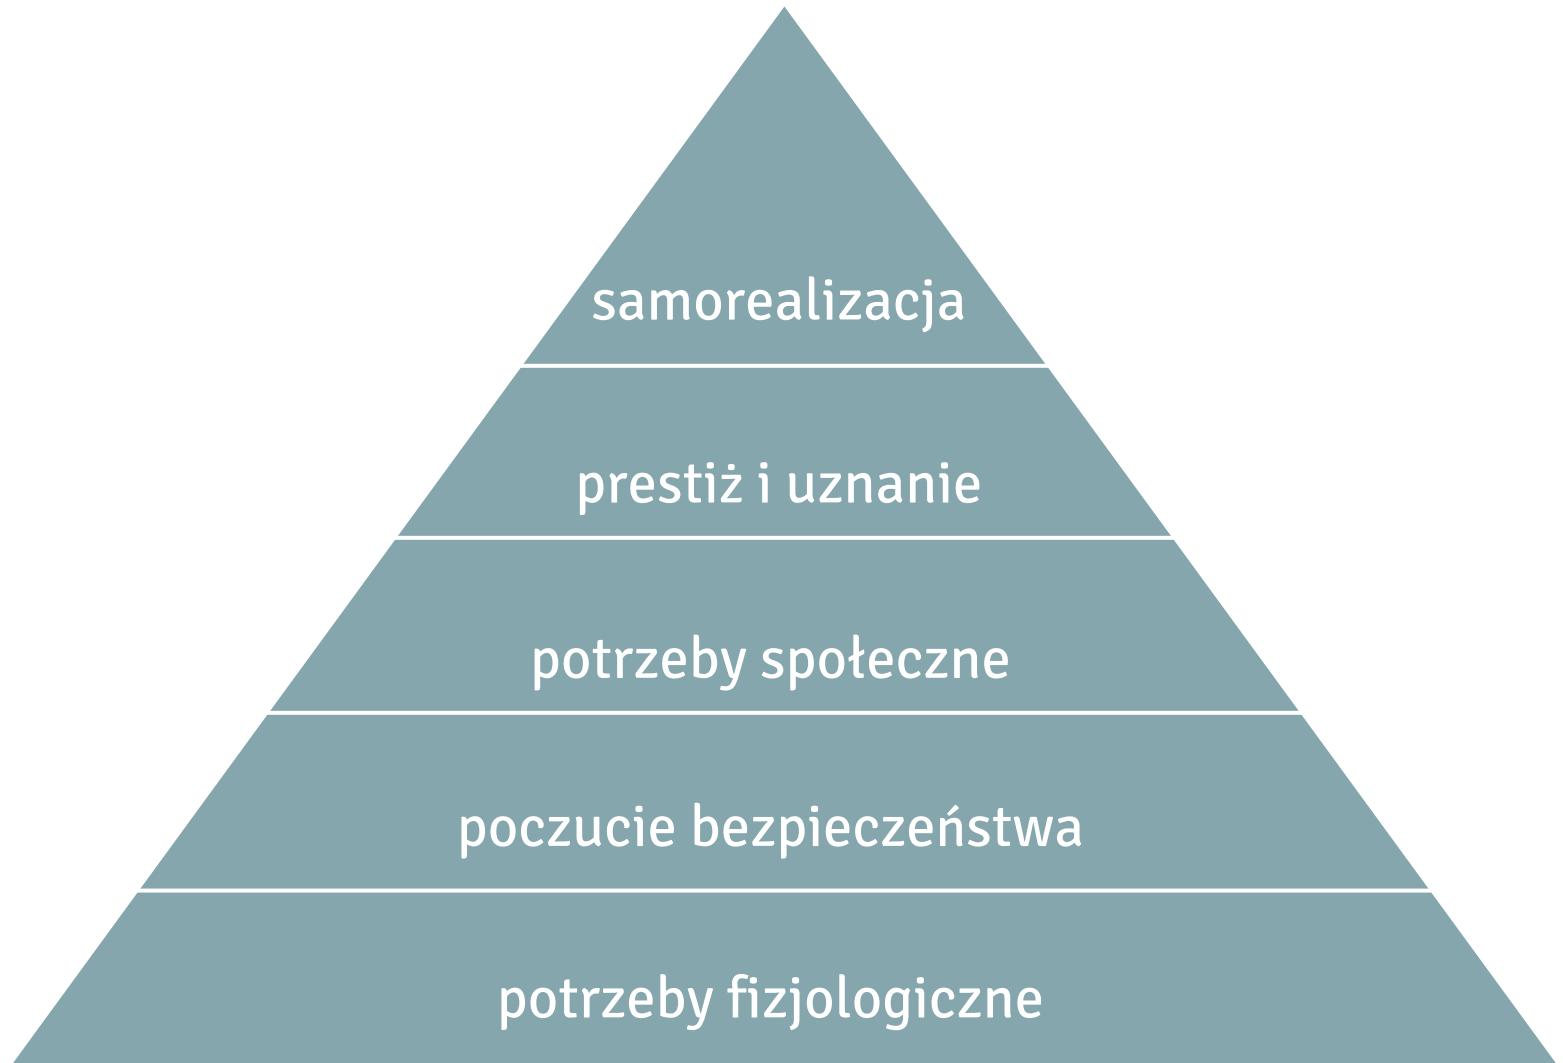 samorealizacja
prestiż i uznanie
potrzeby społeczne
poczucie bezpieczeństwa
potrzeby fizjologiczne